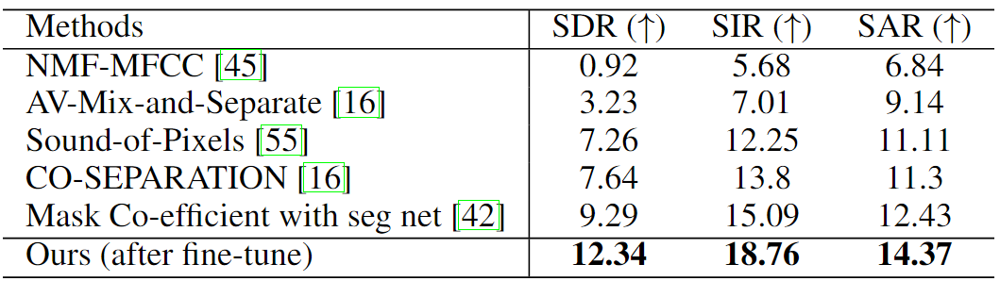 Methods SDR (↑) SIR (↑) SAR (↑)
NMF-MFCC [45] 0.92 5.68 6.84
AV-Mix-and-Separate [16] 3.23 7.01 9.14
Sound-of-Pixels [55] 7.26 12.25 11.11
CO-SEPARATION [16] 7.64 13.8 11.3
Mask Co-efficient with seg net [42] 9.29 15.09 12.43
Ours (after fine-tune) 12.34 18.76 14.37